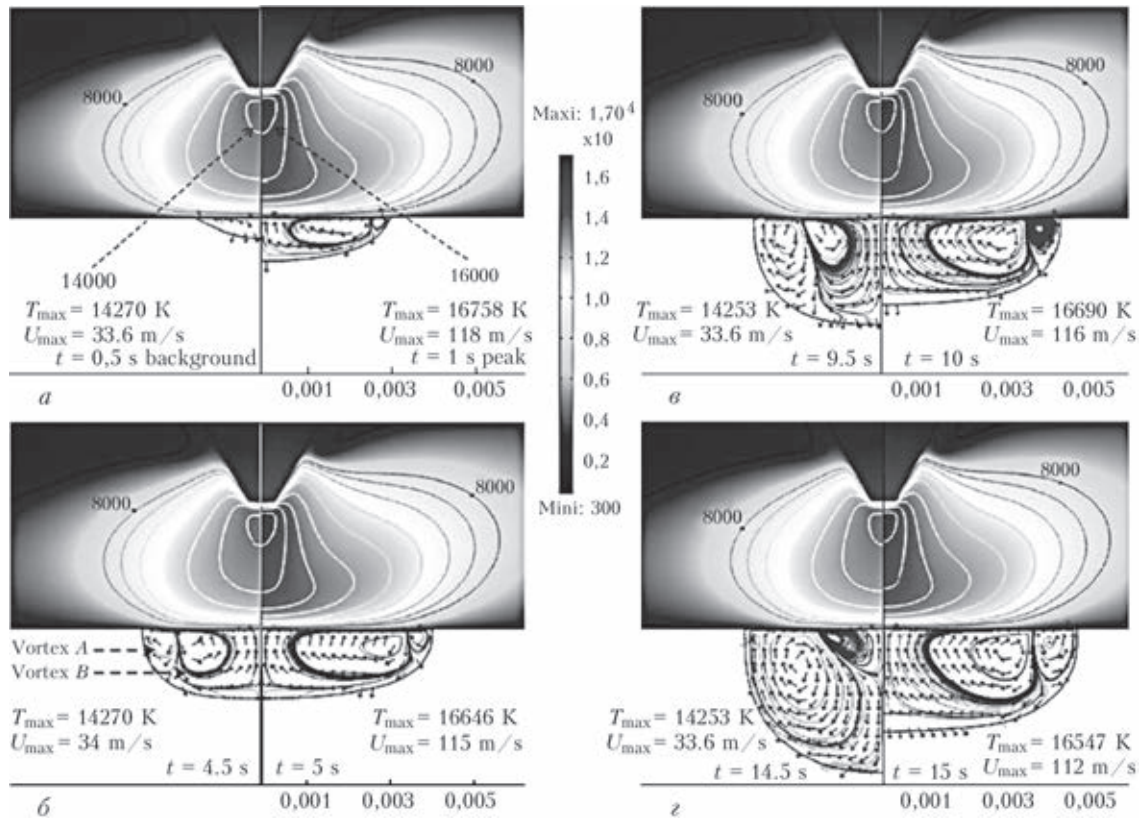 8000
8000
14000
16000
T_max = 14270 K
U_max = 33.6 m/s
t = 0,5 s background
T_max = 16758 K
U_max = 118 m/s
t = 1 s peak
а
0,001
0,003
0,005
Maxi: 1,70⁴
x10
1,6
1.4
1,2
1.0
0,8
0,6
0,4
0,2
Mini: 300
8000
8000
T_max = 14253 K
U_max = 33.6 m/s
T_max = 16690 K
U_max = 116 m/s
t = 9.5 s
t = 10 s
в
0,001
0,003
0,005
8000
8000
Vortex A
Vortex B
T_max = 14270 K
U_max = 34 m/s
T_max = 16646 K
U_max = 115 m/s
t = 4.5 s
t = 5 s
б
0,001
0,003
0,005
8000
8000
T_max = 14253 K
U_max = 33.6 m/s
T_max = 16547 K
U_max = 112 m/s
t = 14.5 s
t = 15 s
г
0,001
0,003
0,005